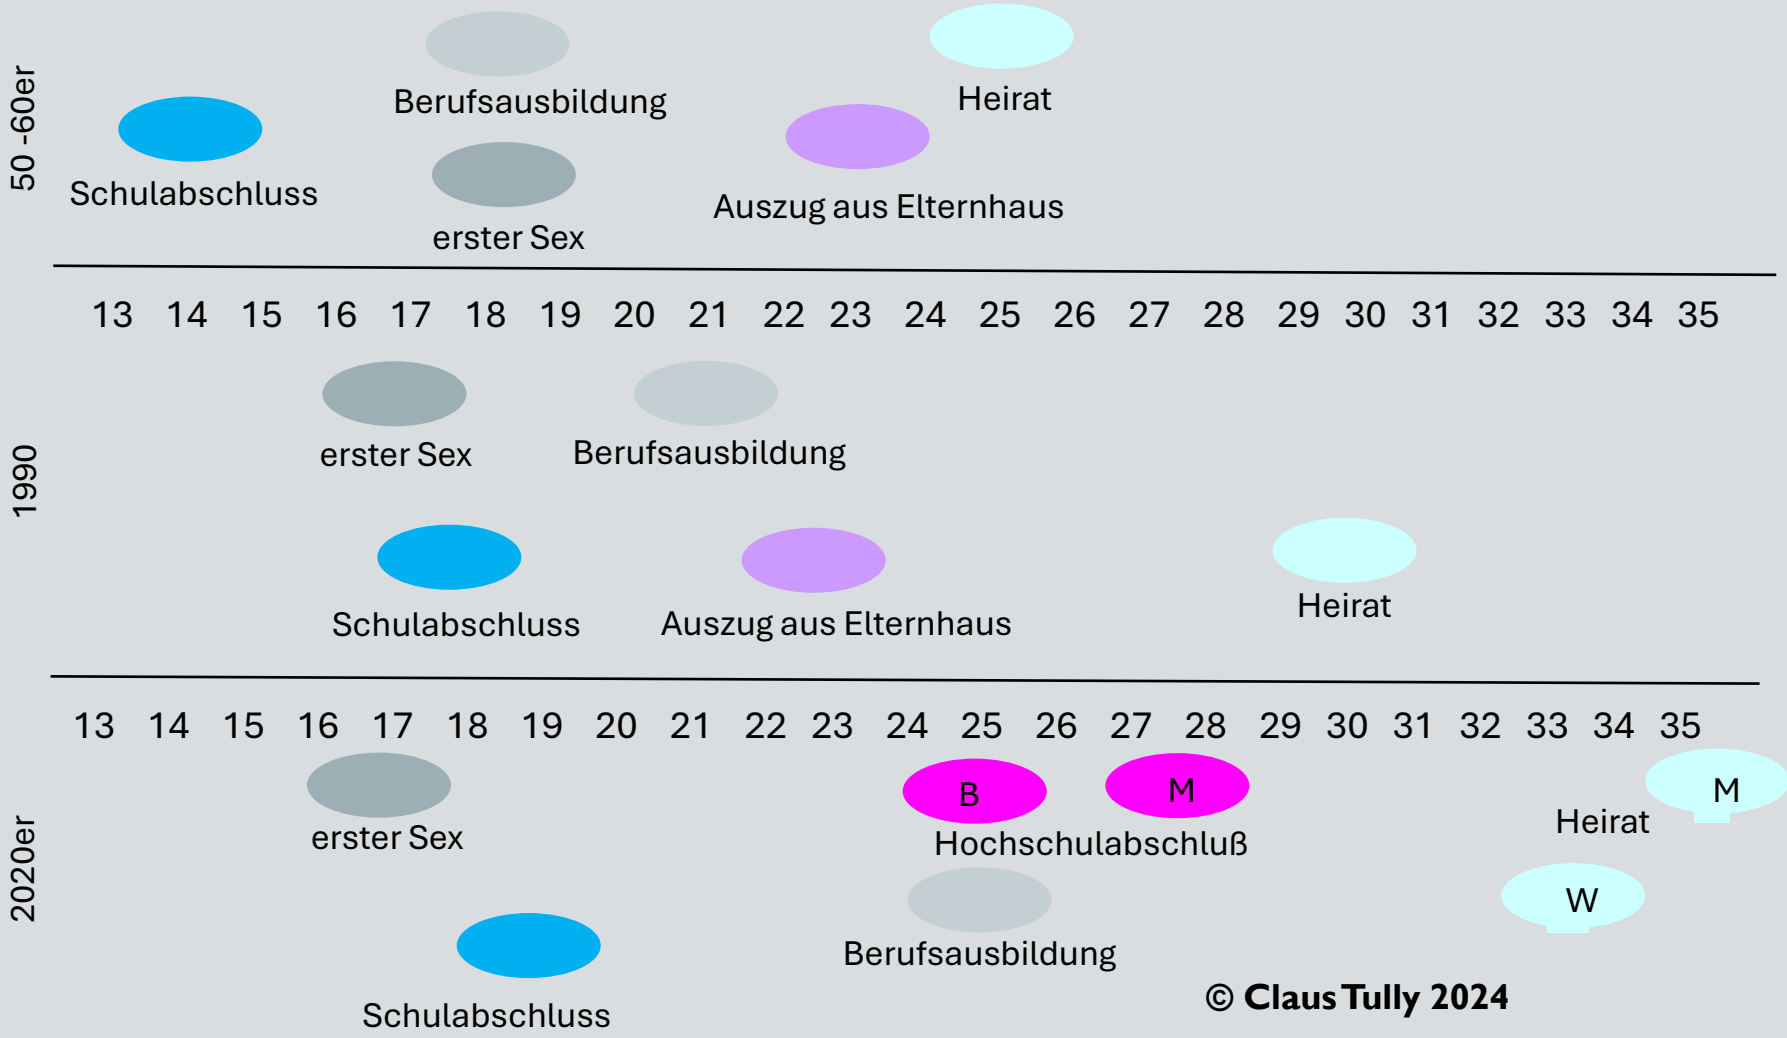 50 -60er
Berufsausbildung
Heirat
Schulabschluss
Auszug aus Elternhaus
erster Sex
13 14 15 16 17 18 19 20 21 22 23 24 25 26 27 28 29 30 31 32 33 34 35
1990
erster Sex
Berufsausbildung
Heirat
Schulabschluss
Auszug aus Elternhaus
13 14 15 16 17 18 19 20 21 22 23 24 25 26 27 28 29 30 31 32 33 34 35
2020er
B
M
M
erster Sex
Hochschulabschluß
Heirat
W
Berufsausbildung
Schulabschluss
© Claus Tully 2024